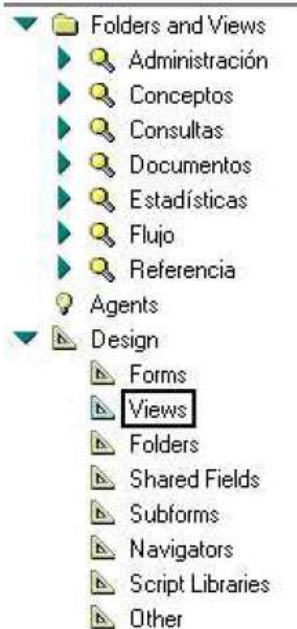 Folders and Views
Administración
Conceptos
Consultas
Documentos
Estadísticas
Flujo
Referencia
Agents
Design
Forms
Views
Folders
Shared Fields
Subforms
Navigators
Script Libraries
Other